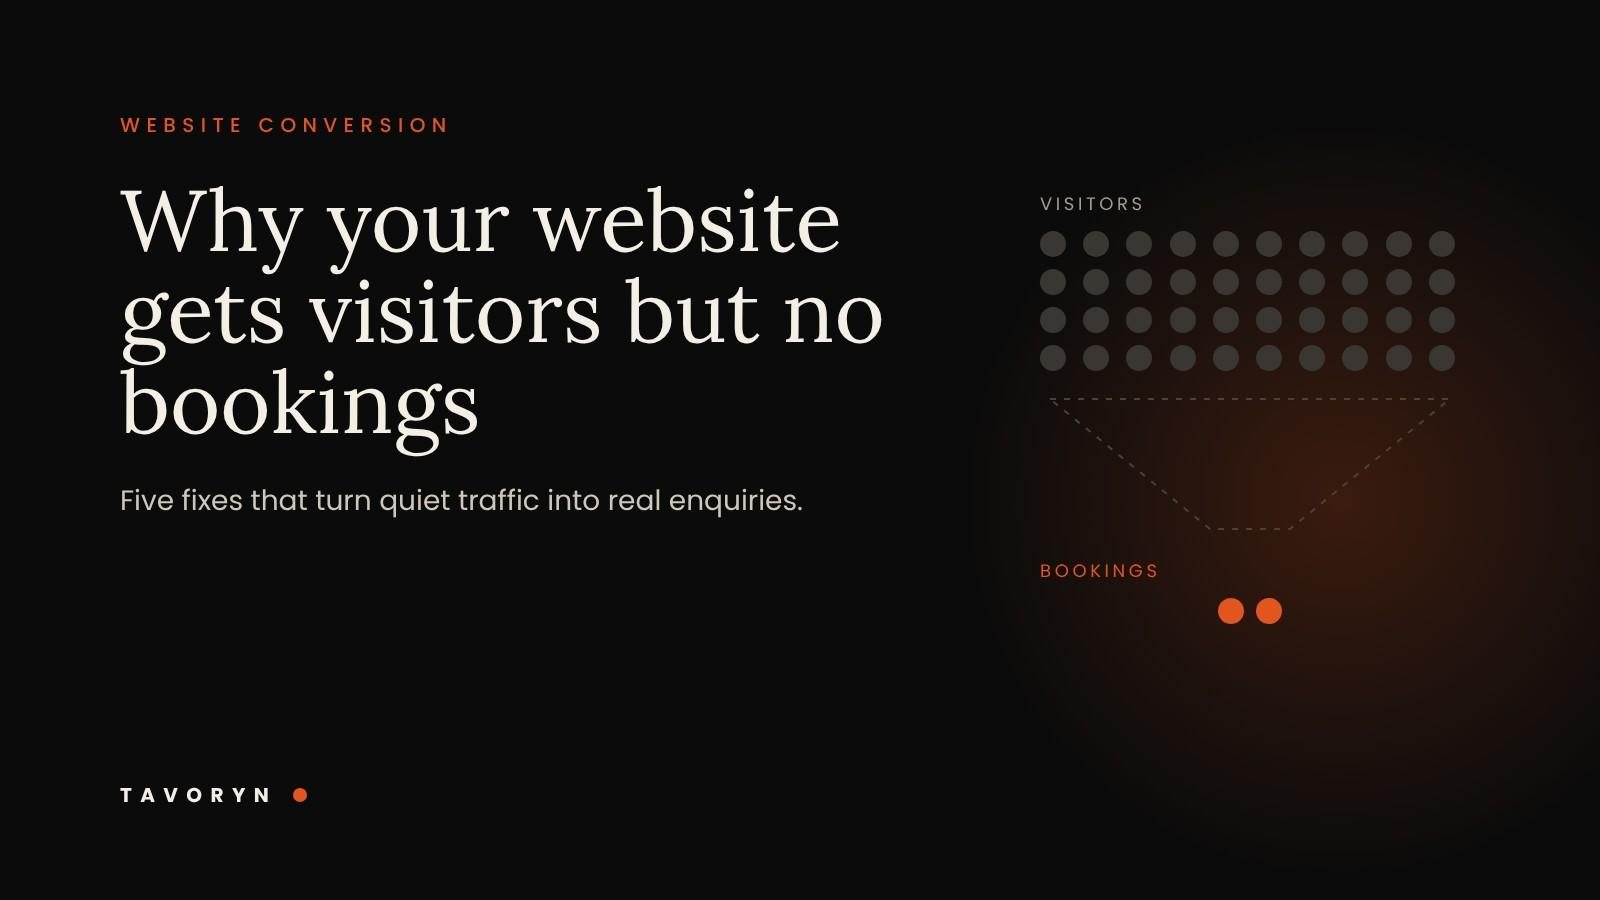 WEBSITE CONVERSION
Why your website
gets visitors but no
bookings
Five fixes that turn quiet traffic into real enquiries.
VISITORS
BOOKINGS
TAVORYN